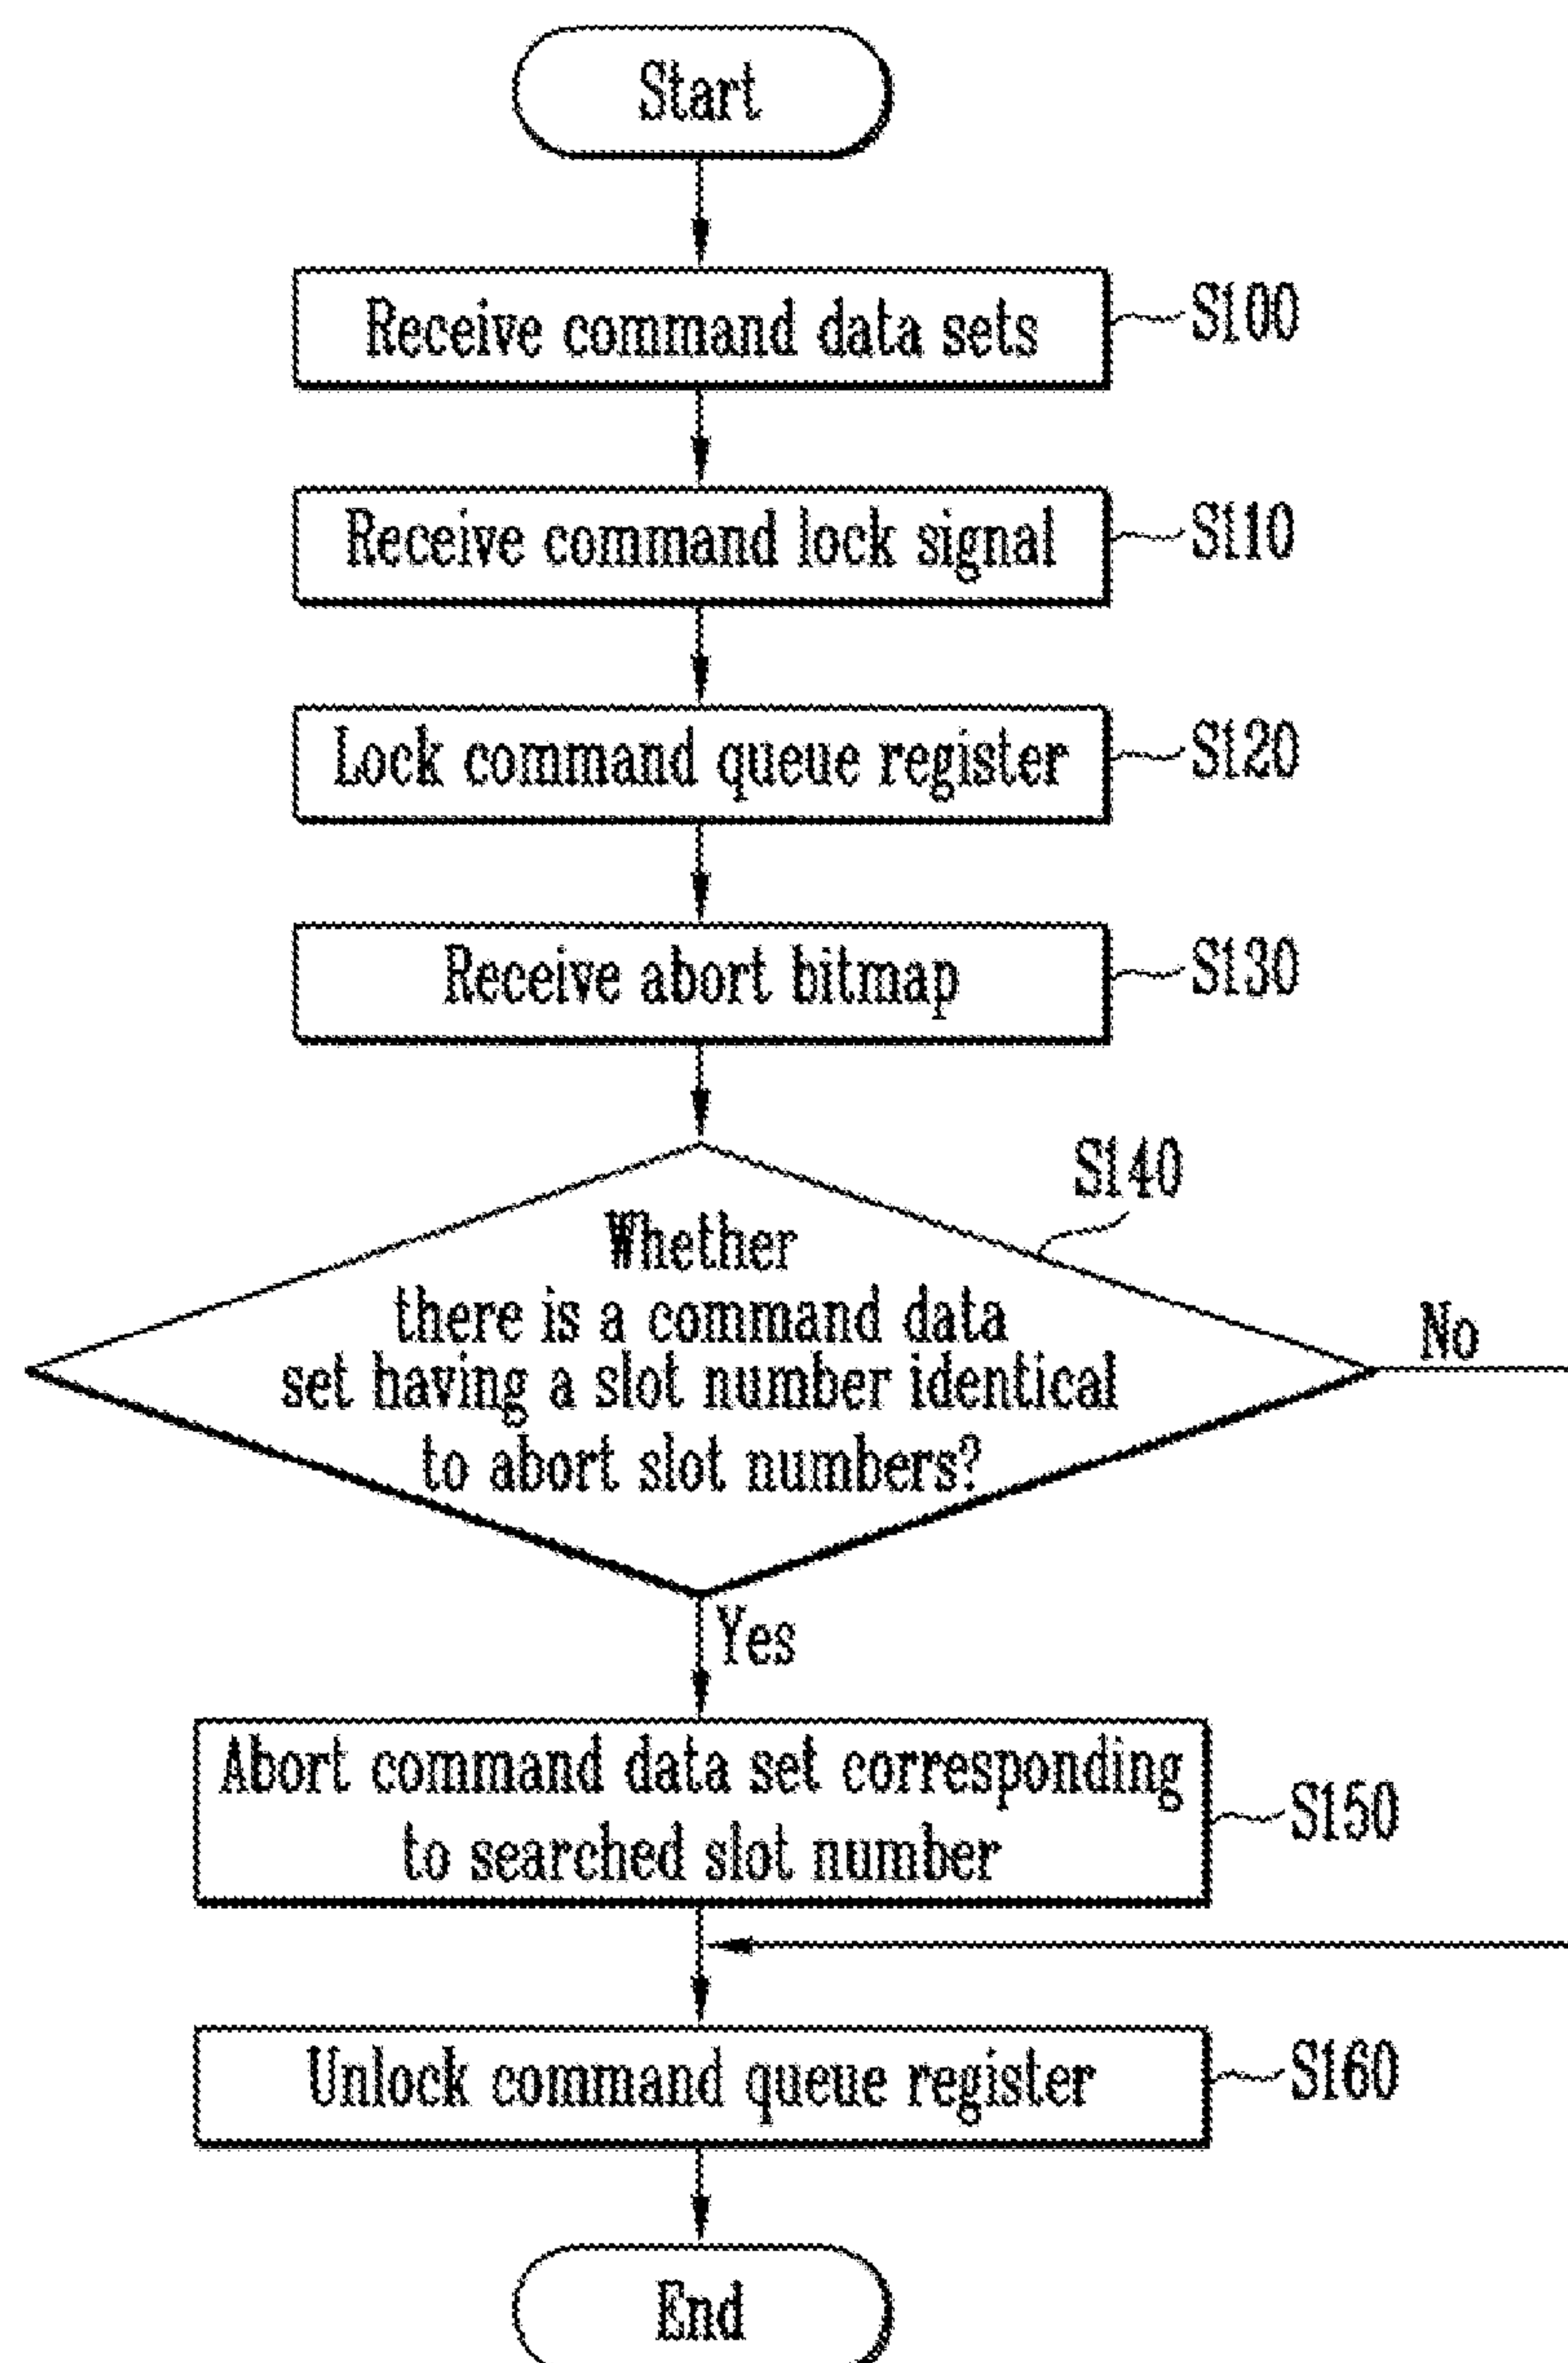 Start
Receive command data sets
S100
Receive command lock signal
S110
Lock command queue register
S120
Receive abort bitmap
S130
S140
Whether
there is a command data
set having a slot number identical
to abort slot numbers?
No
Yes
Abort command data set corresponding
to searched slot number
S150
Unlock command queue register
S160
End